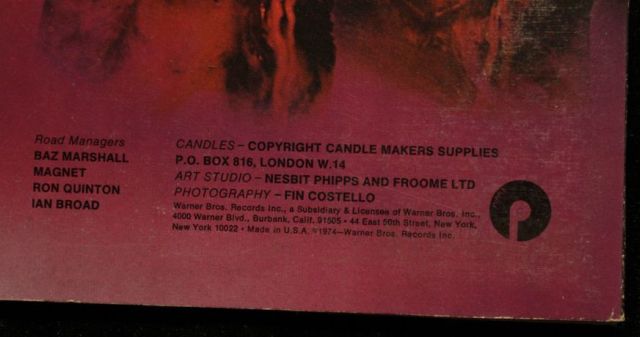 Road Managers
BAZ MARSHALL
MAGNET
RON QUINTON
IAN BROAD
CANDLES – COPYRIGHT CANDLE MAKERS SUPPLIES
P.O. BOX 816, LONDON W.14
ART STUDIO – NESBIT PHIPPS AND FROOME LTD
PHOTOGRAPHY – FIN COSTELLO
Warner Bros. Records Inc., a Subsidiary & Licensee of Warner Bros. Inc.,
4000 Warner Blvd., Burbank, Calif. 91505 • 44 East 50th Street, New York,
New York 10022 • Made in U.S.A. ©1974—Warner Bros. Records Inc.